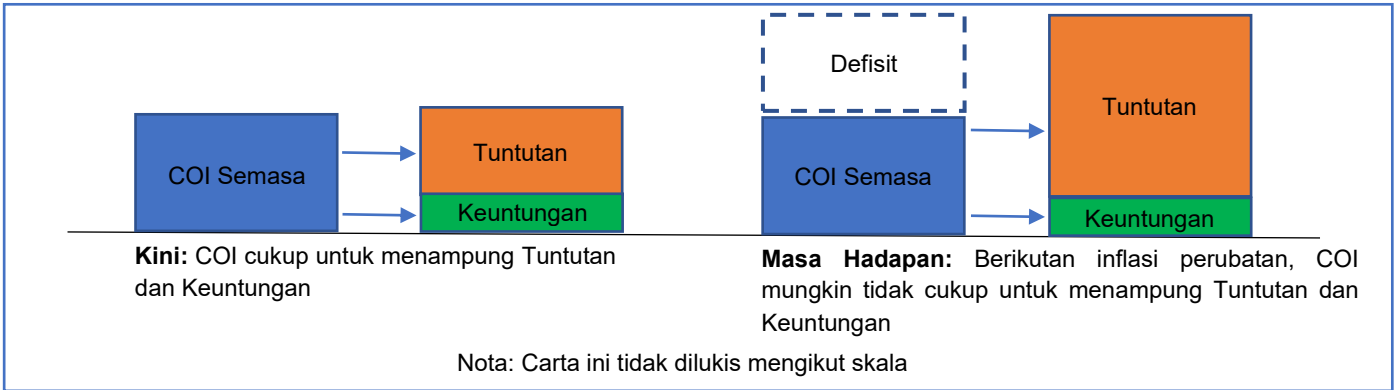 COI Semasa
Tuntutan
Keuntungan
Kini: COI cukup untuk menampung Tuntutan
dan Keuntungan
Defisit
COI Semasa
Tuntutan
Keuntungan
Masa Hadapan: Berikutan inflasi perubatan, COI
mungkin tidak cukup untuk menampung Tuntutan dan
Keuntungan
Nota: Carta ini tidak dilukis mengikut skala